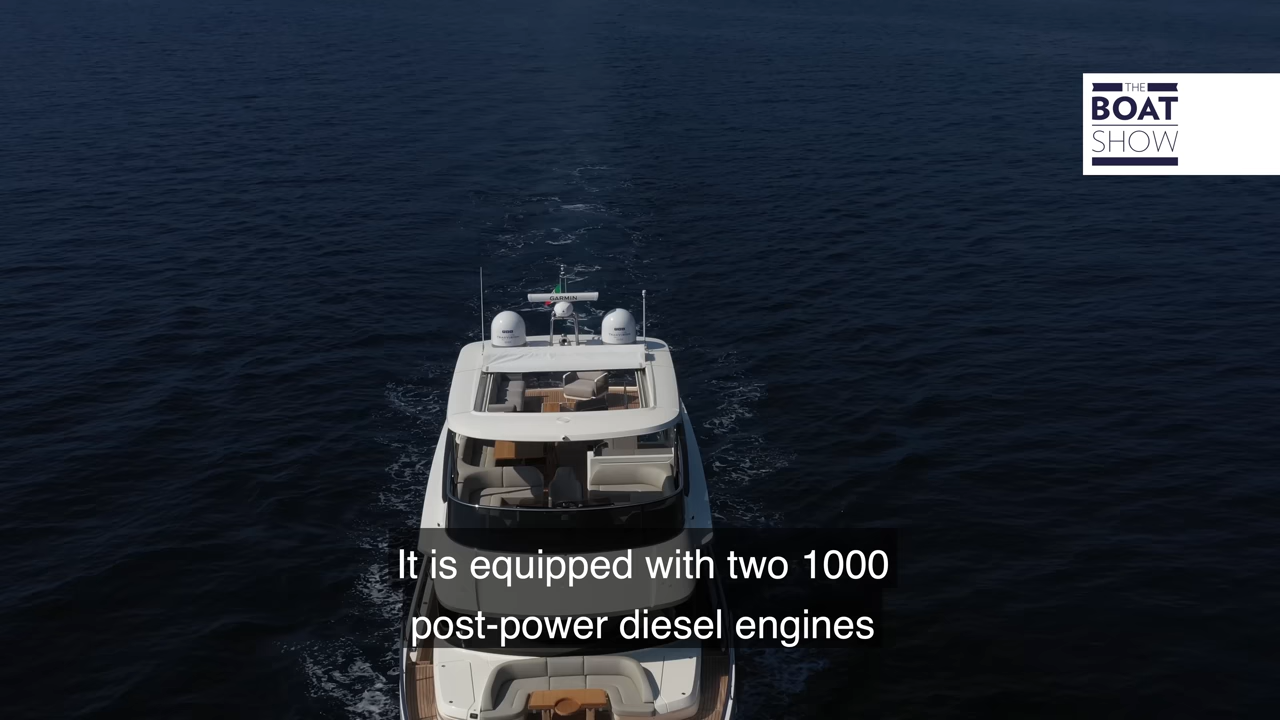 THE
BOAT
SHOW
GARMIN
It is equipped with two 1000
post-power diesel engines